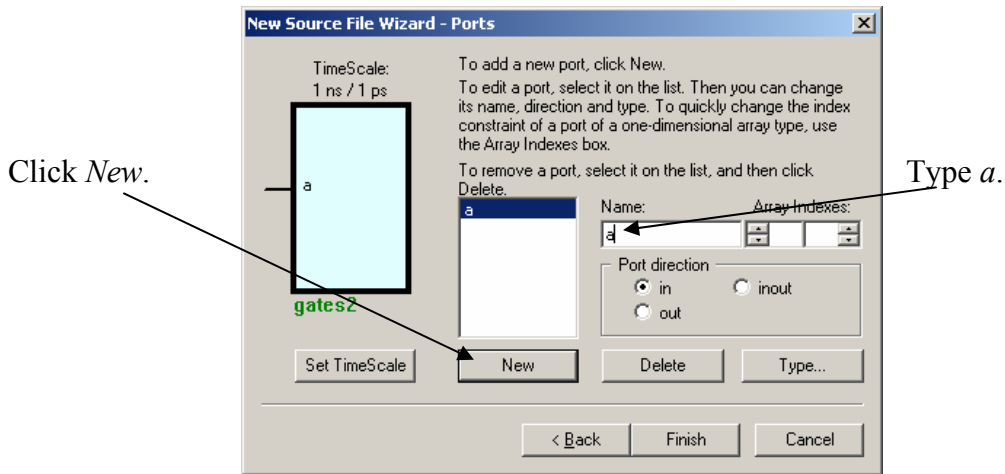 New Source File Wizard - Ports
TimeScale:
1 ns / 1 ps
a
gates2
To add a new port, click New.
To edit a port, select it on the list. Then you can change
its name, direction and type. To quickly change the index
constraint of a port of a one-dimensional array type, use
the Array Indexes box.
To remove a port, select it on the list, and then click
Delete.
a
Name:
Array Indexes:
a
Port direction
in
inout
out
Set TimeScale
New
Delete
Type...
< Back
Finish
Cancel
Click New.
Type a.